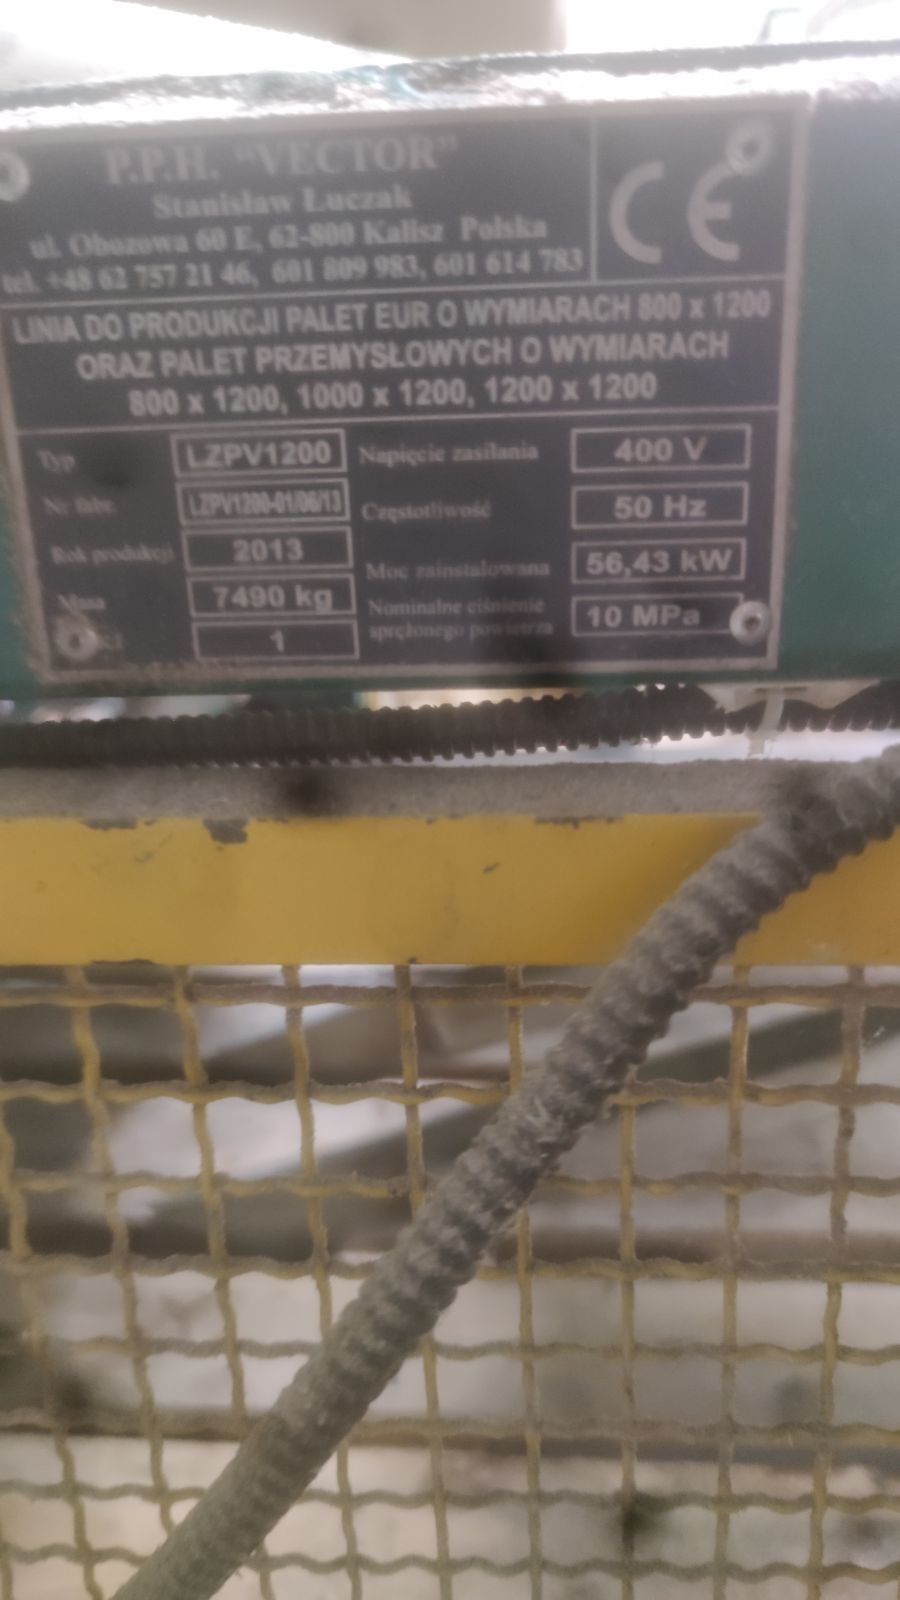 P.P.H. "VECTOR"
Stanisław Łuczak
ul. Obozowa 60 E, 62-800 Kalisz Polska
tel. +48 62 757 21 46, 601 809 983, 601 614 783
CE
LINIA DO PRODUKCJI PALET EUR O WYMIARACH 800 x 1200
ORAZ PALET PRZEMYSŁOWYCH O WYMIARACH
800 x 1200, 1000 x 1200, 1200 x 1200
Typ LZPV1200 Napięcie zasilania 400 V
Nr fabr. LZPV1200-01/06/13 Częstotliwość 50 Hz
Rok produkcji 2013 Moc zainstalowana 56,43 kW
Masa 7490 kg Nominalne ciśnienie
sprężonego powietrza 10 MPa
1